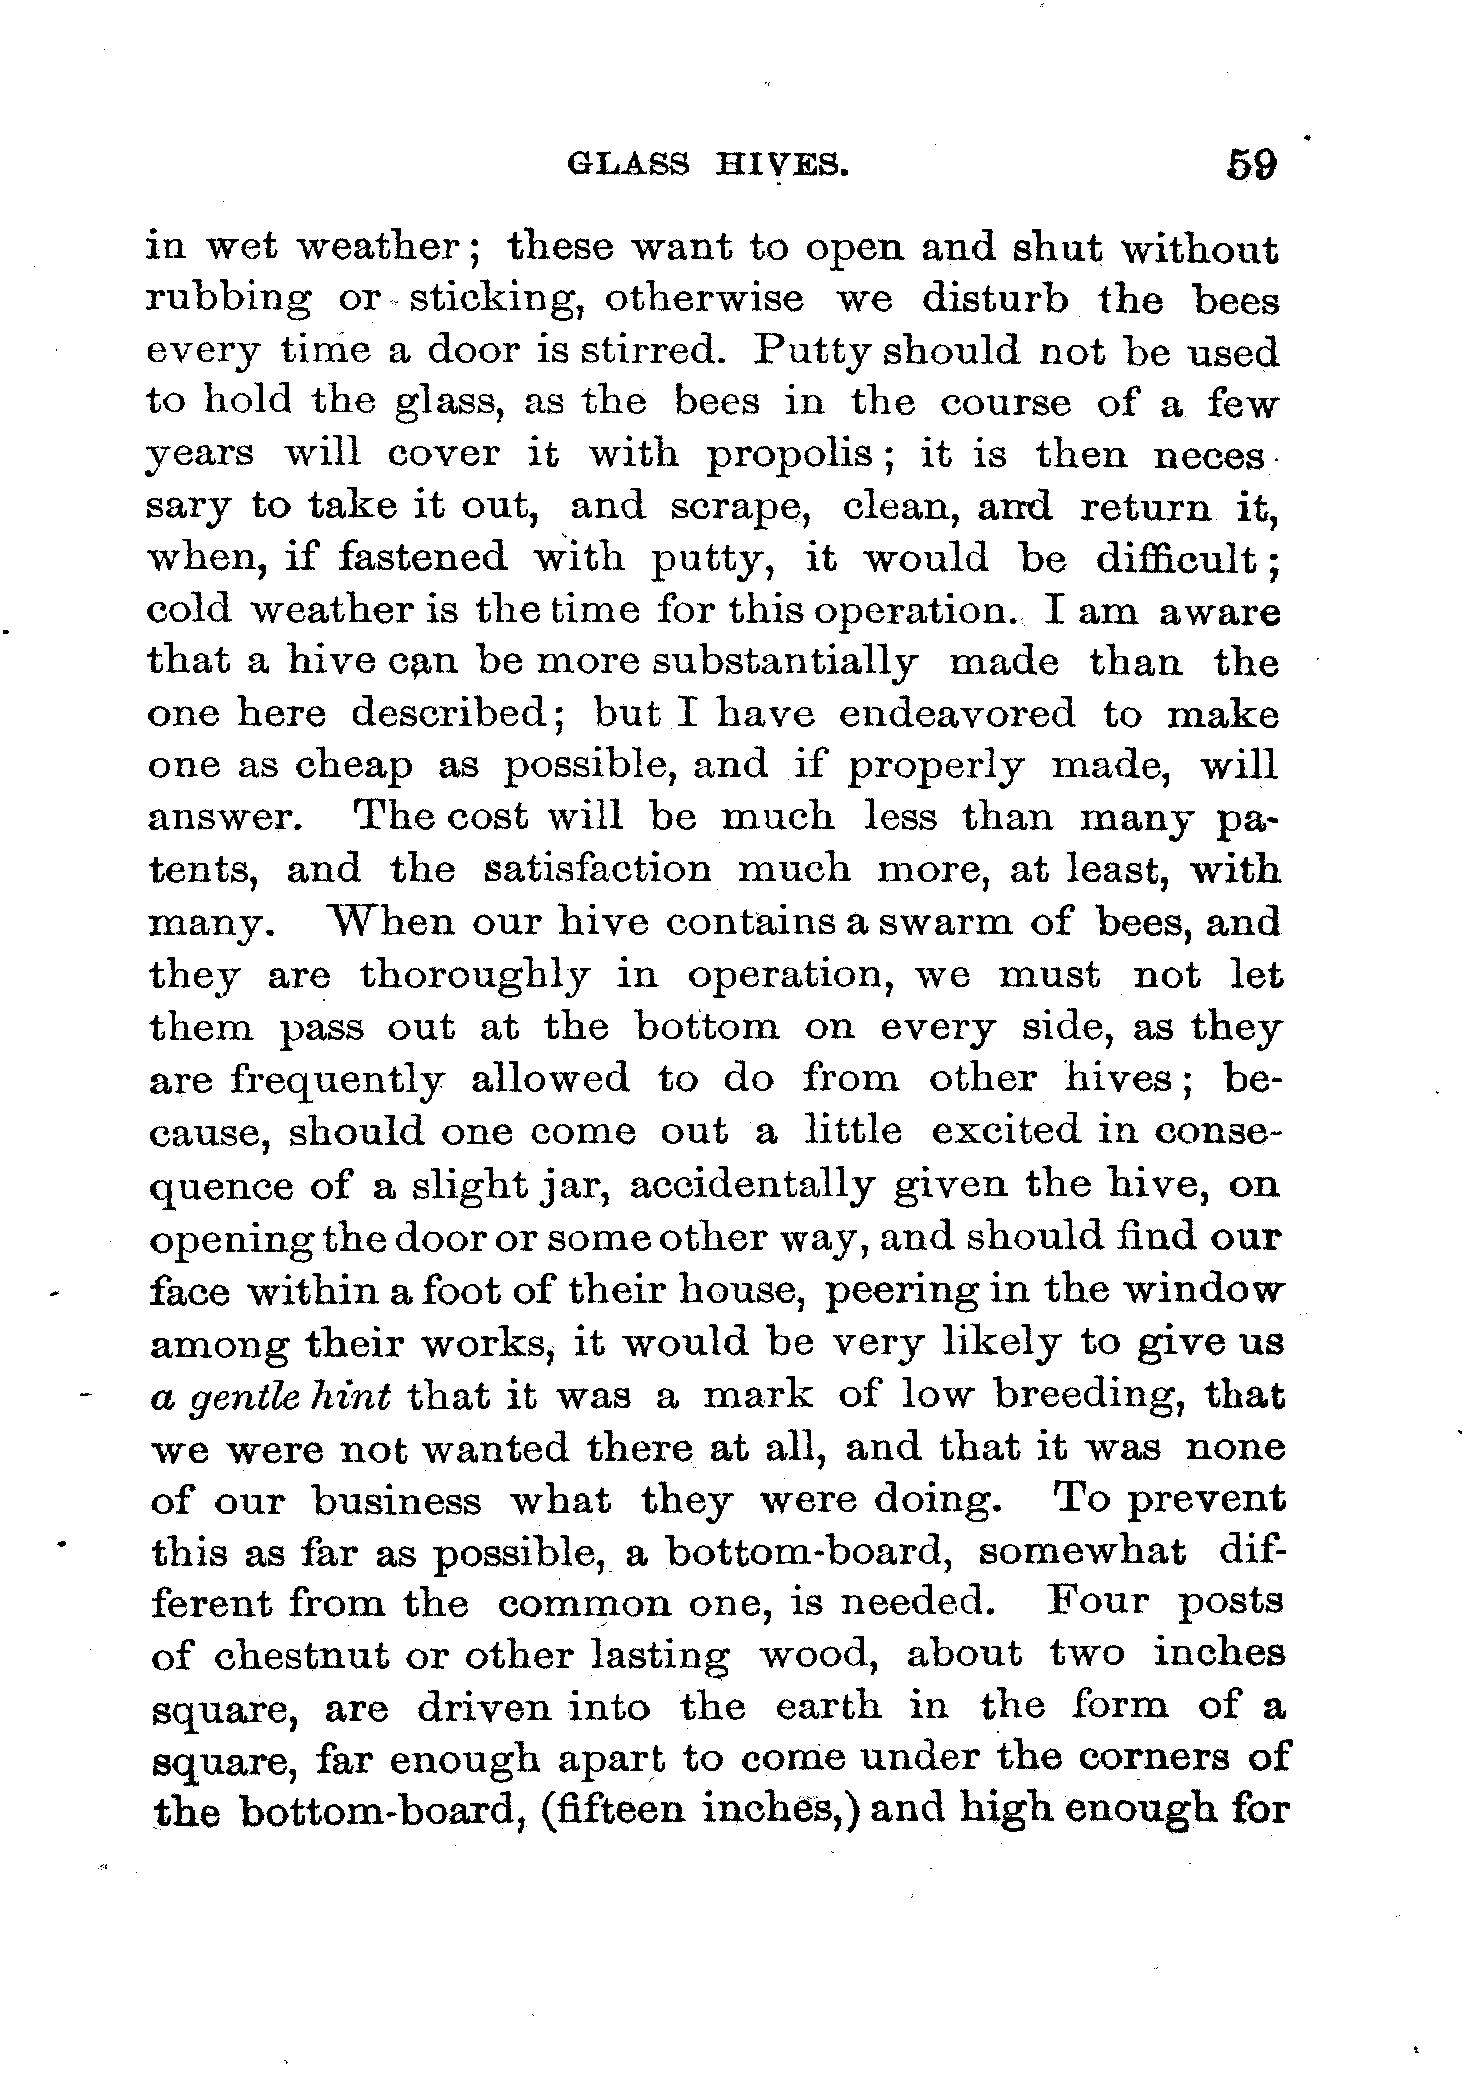 GLASS HIVES. 59
in wet weather; these want to open and shut without
rubbing or sticking, otherwise we disturb the bees
every time a door is stirred. Putty should not be used
to hold the glass, as the bees in the course of a few
years will cover it with propolis; it is then neces-
sary to take it out, and scrape, clean, and return it,
when, if fastened with putty, it would be difficult;
cold weather is the time for this operation. I am aware
that a hive can be more substantially made than the
one here described; but I have endeavored to make
one as cheap as possible, and if properly made, will
answer. The cost will be much less than many pa-
tents, and the satisfaction much more, at least, with
many. When our hive contains a swarm of bees, and
they are thoroughly in operation, we must not let
them pass out at the bottom on every side, as they
are frequently allowed to do from other hives; be-
cause, should one come out a little excited in conse-
quence of a slight jar, accidentally given the hive, on
opening the door or some other way, and should find our
face within a foot of their house, peering in the window
among their works, it would be very likely to give us
a gentle hint that it was a mark of low breeding, that
we were not wanted there at all, and that it was none
of our business what they were doing. To prevent
this as far as possible, a bottom-board, somewhat dif-
ferent from the common one, is needed. Four posts
of chestnut or other lasting wood, about two inches
square, are driven into the earth in the form of a
square, far enough apart to come under the corners of
the bottom-board, (fifteen inches,) and high enough for